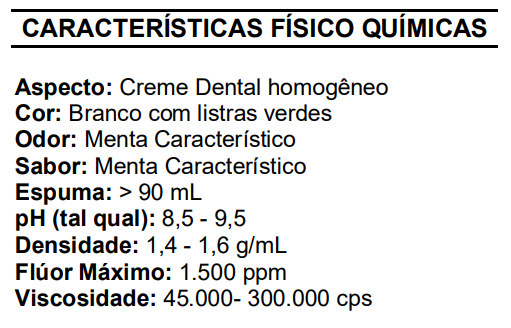 CARACTERÍSTICAS FÍSICO QUÍMICAS
Aspecto: Creme Dental homogêneo
Cor: Branco com listras verdes
Odor: Menta Característico
Sabor: Menta Característico
Espuma: > 90 mL
pH (tal qual): 8,5 - 9,5
Densidade: 1,4 - 1,6 g/mL
Flúor Máximo: 1.500 ppm
Viscosidade: 45.000- 300.000 cps